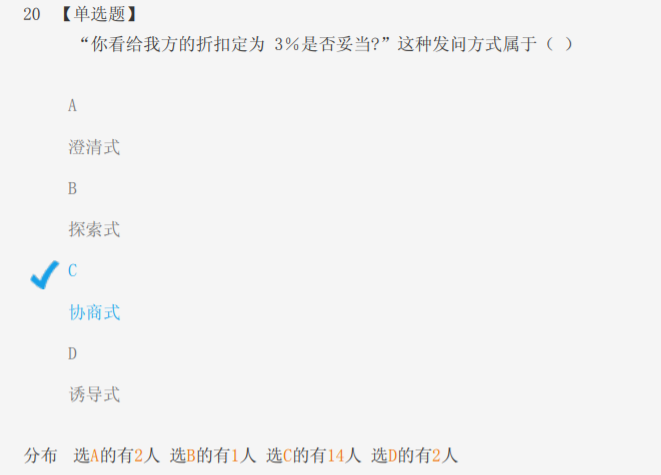 20 【单选题】
“你看给我方的折扣定为 3％是否妥当?”这种发问方式属于（ ）
A
澄清式
B
探索式
C
协商式
D
诱导式
分布 选A的有2人 选B的有1人 选C的有14人 选D的有2人